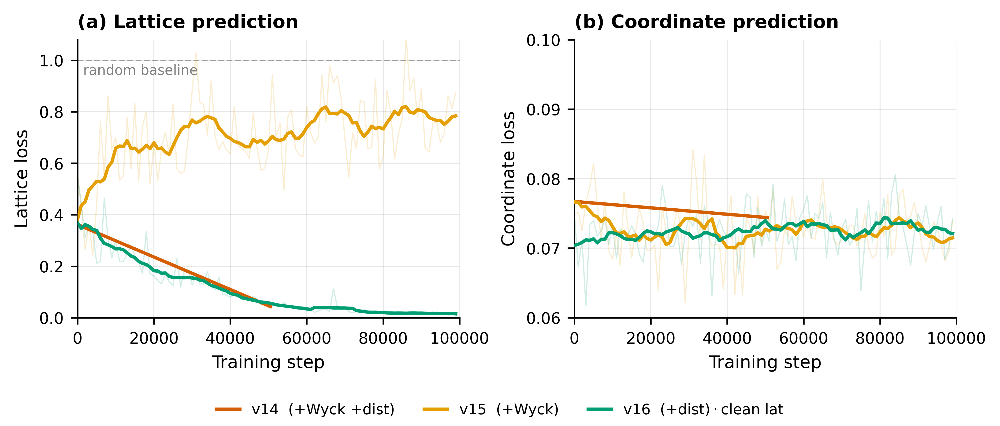 (a) Lattice prediction
Lattice loss
1.0
0.8
0.6
0.4
0.2
0.0
random baseline
0
20000
40000
60000
80000
100000
Training step
(b) Coordinate prediction
Coordinate loss
0.10
0.09
0.08
0.07
0.06
0
20000
40000
60000
80000
100000
Training step
v14 (+Wyck +dist)
v15 (+Wyck)
v16 (+dist) · clean lat